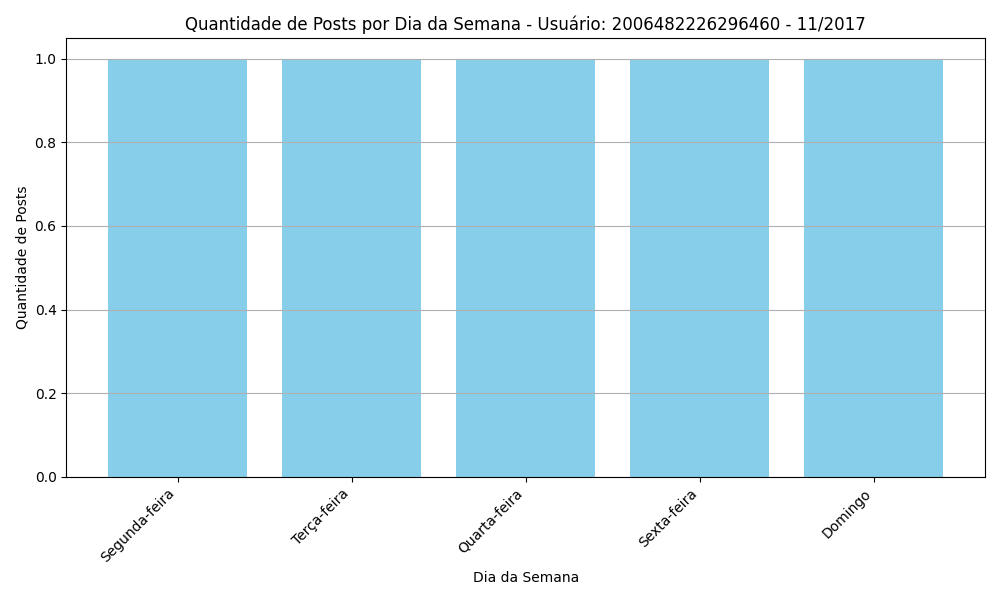 Quantidade de Posts por Dia da Semana - Usuário: 2006482226296460 - 11/2017
1.0
0.8
0.6
0.4
0.2
0.0
Quantidade de Posts
Segunda-feira
Terça-feira
Quarta-feira
Sexta-feira
Domingo
Dia da Semana